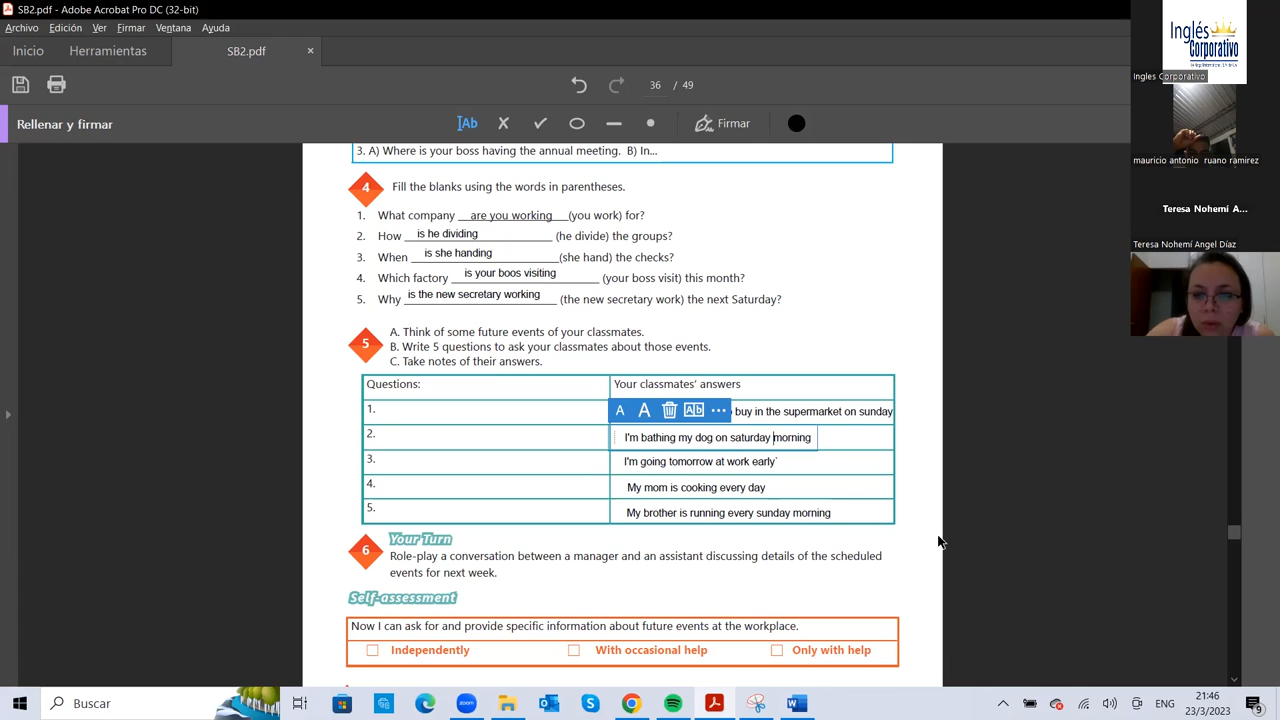 SB2.pdf - Adobe Acrobat Pro DC (32-bit)
Archivo Edición Ver Firmar Ventana Ayuda
Inicio Herramientas SB2.pdf ×
36 / 49
Rellenar y firmar
Ab
Firmar
3. A) Where is your boss having the annual meeting. B) In...
4 Fill the blanks using the words in parentheses.
1. What company __are you working___(you work) for?
2. How is he dividing (he divide) the groups?
3. When is she handing (she hand) the checks?
4. Which factory is your boos visiting (your boss visit) this month?
5. Why is the new secretary working (the new secretary work) the next Saturday?
5 A. Think of some future events of your classmates.
B. Write 5 questions to ask your classmates about those events.
C. Take notes of their answers.
Questions: Your classmates' answers
1. buy in the supermarket on sunday
A A Ab ...
2. I'm bathing my dog on saturday morning
3. I'm going tomorrow at work early`
4. My mom is cooking every day
5. My brother is running every sunday morning
6 Your Turn
Role-play a conversation between a manager and an assistant discussing details of the scheduled
events for next week.
Self-assessment
Now I can ask for and provide specific information about future events at the workplace.
Independently With occasional help Only with help
Inglés
Corporativo
Ingles Corporativo
mauricio antonio ruano ramirez
Teresa Nohemí A...
Teresa Nohemí Angel Díaz
Buscar
zoom
21:46
23/3/2023
9